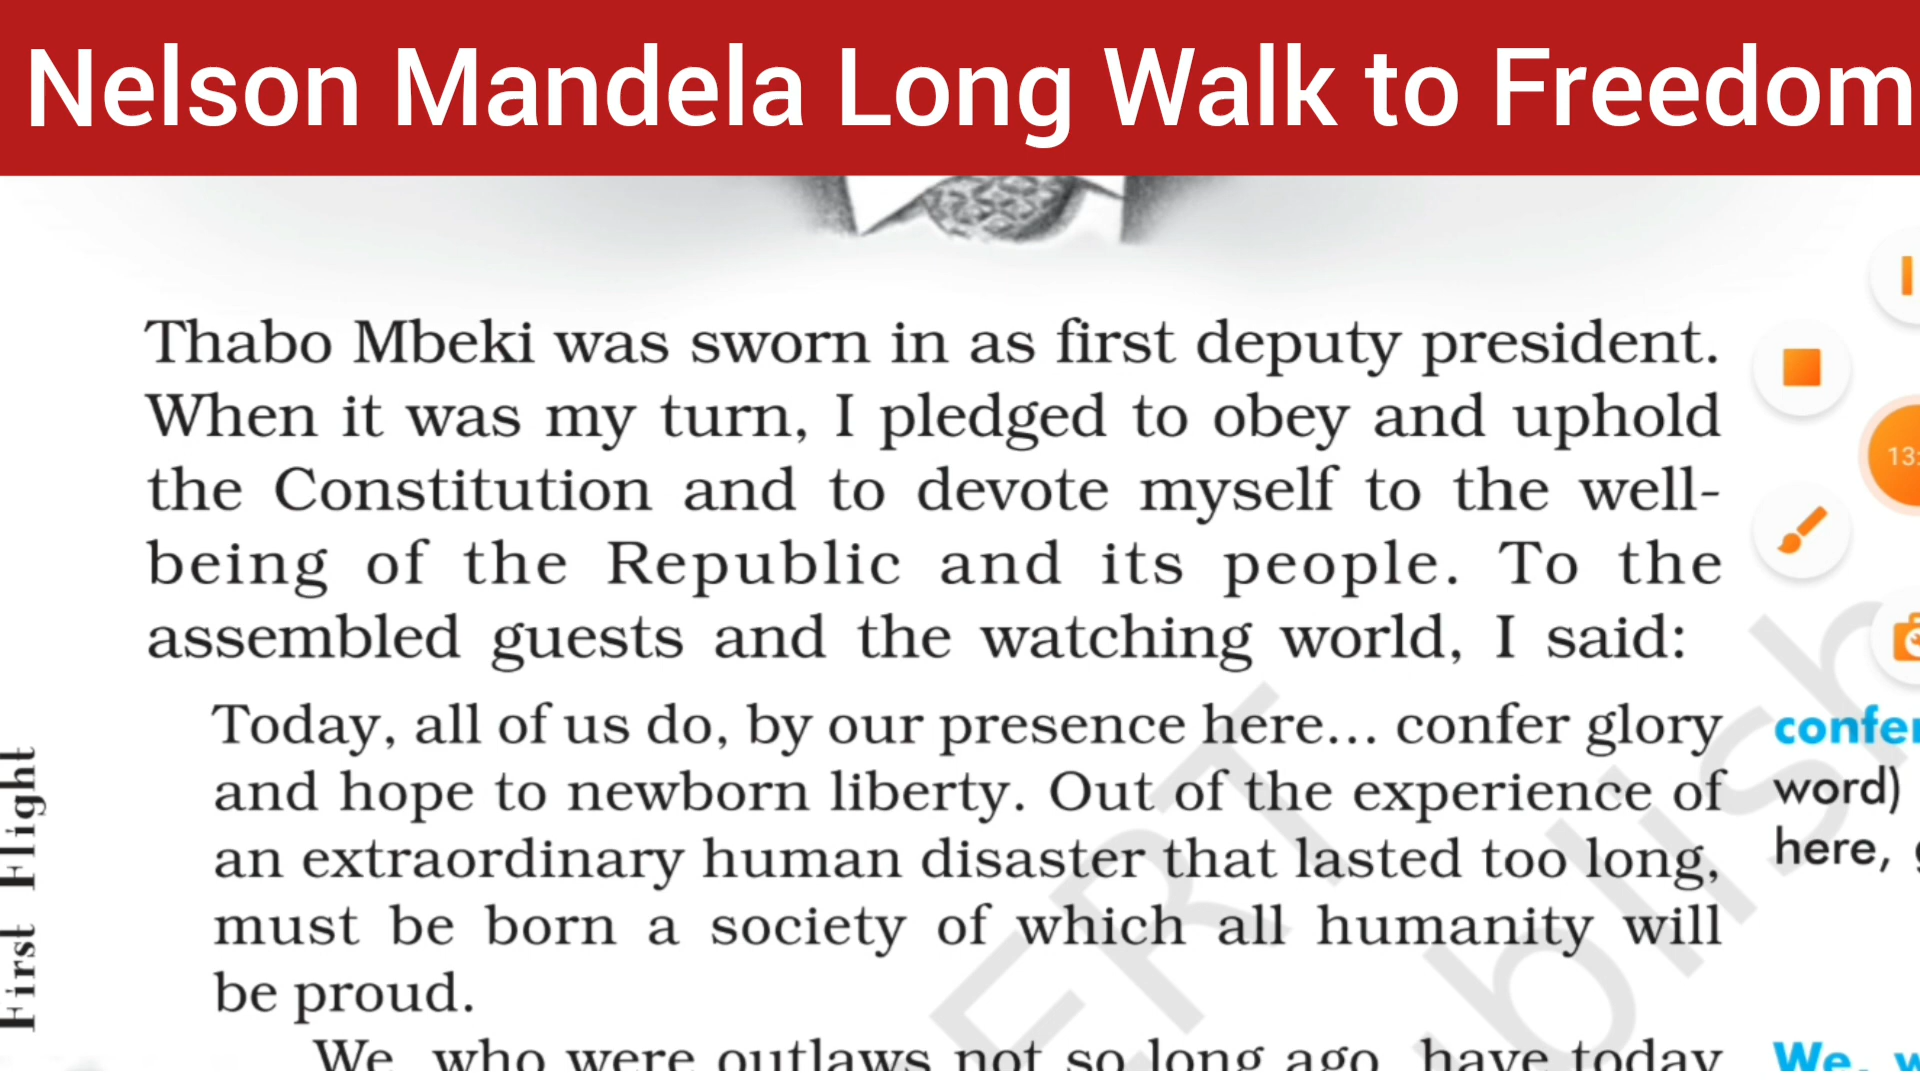 Nelson Mandela Long Walk to Freedom
Thabo Mbeki was sworn in as first deputy president.
When it was my turn, I pledged to obey and uphold
the Constitution and to devote myself to the well-
being of the Republic and its people. To the
assembled guests and the watching world, I said:
Today, all of us do, by our presence here... confer glory
and hope to newborn liberty. Out of the experience of
an extraordinary human disaster that lasted too long,
must be born a society of which all humanity will
be proud.
We, who were outlaws not so long ago, have today
confer
word)
here,
We, w
13:
First Flight